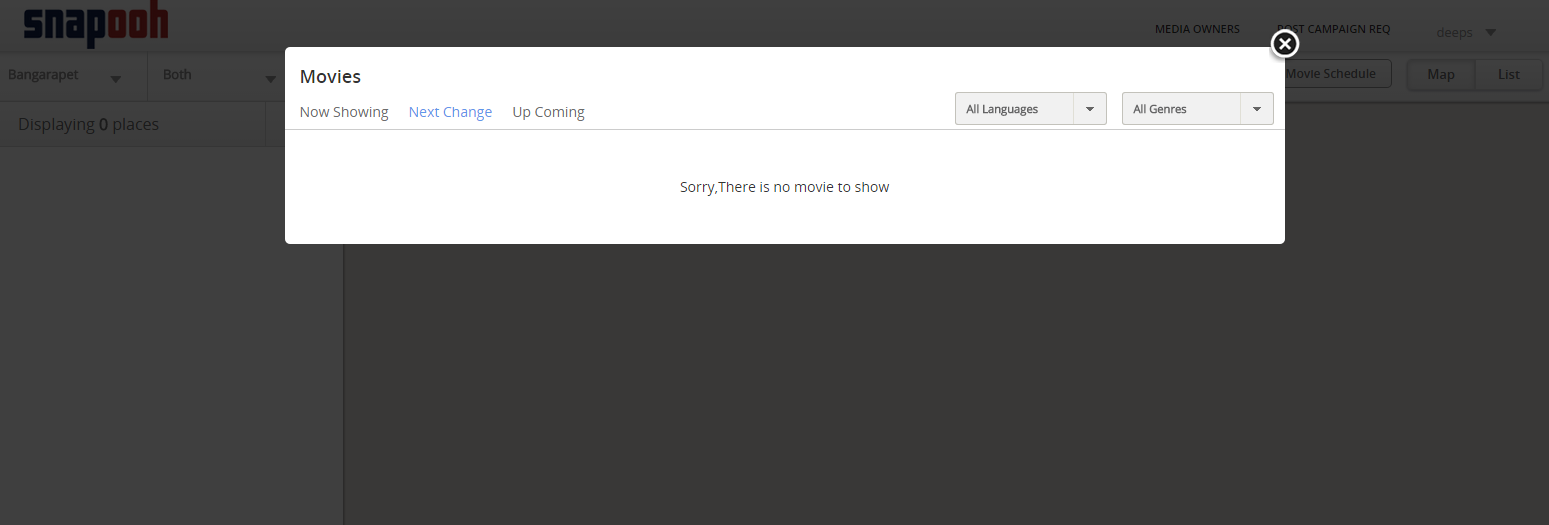 snapooh
MEDIA OWNERS
POST CAMPAIGN REQ
deeps
Bangarapet
Both
Movie Schedule
Map
List
Displaying 0 places
Movies
Now Showing
Next Change
Up Coming
All Languages
All Genres
Sorry,There is no movie to show